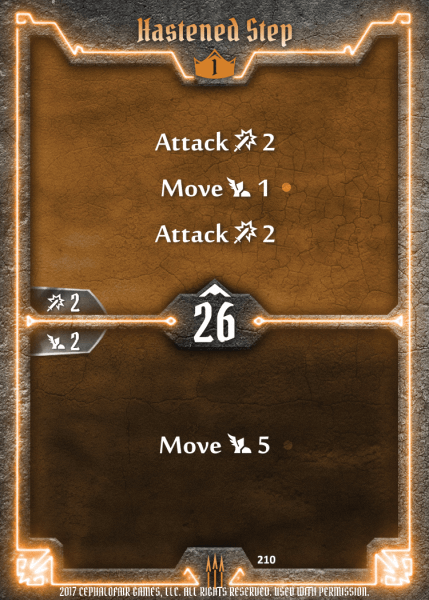 Hastened Step
1
Attack 2
Move 1
Attack 2
2
26
2
Move 5
210
2017 CEPHALOFAIR GAMES, LLC. ALL RIGHTS RESERVED. USED WITH PERMISSION.